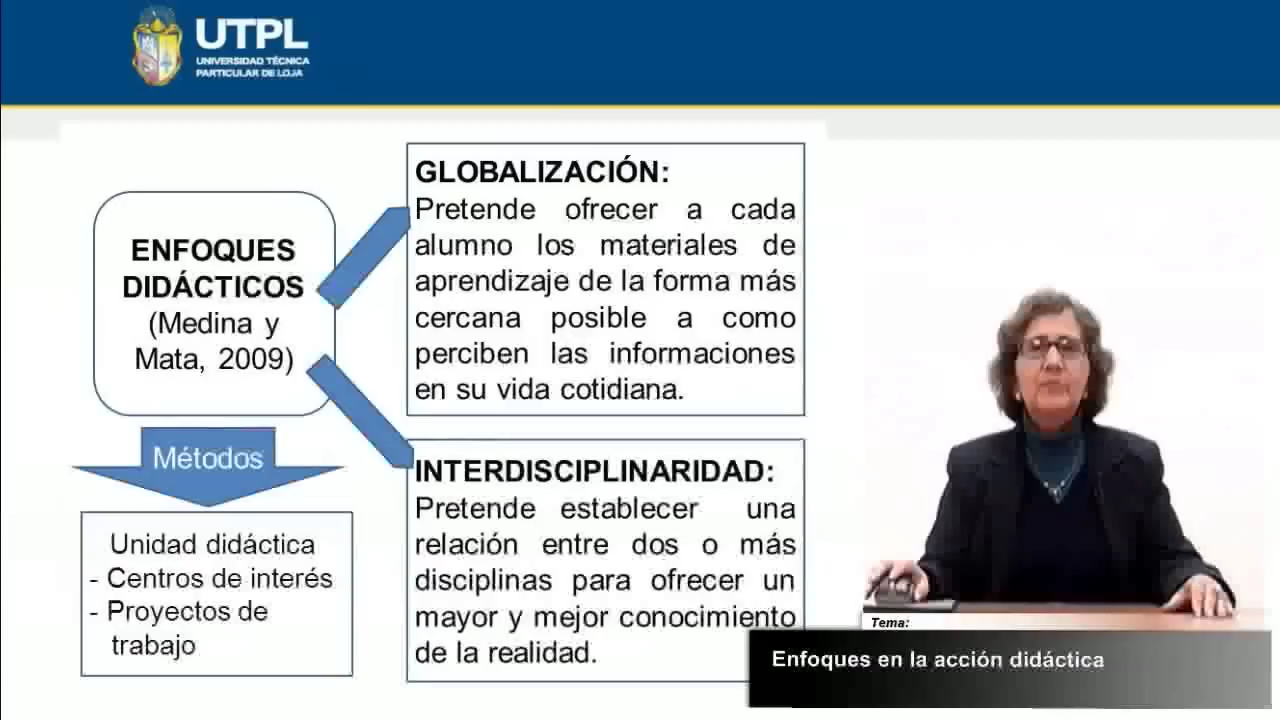 UTPL
UNIVERSIDAD TÉCNICA
PARTICULAR DE LOJA
ENFOQUES
DIDÁCTICOS
(Medina y
Mata, 2009)
Métodos
Unidad didáctica
- Centros de interés
- Proyectos de
trabajo
GLOBALIZACIÓN:
Pretende ofrecer a cada
alumno los materiales de
aprendizaje de la forma más
cercana posible a como
perciben las informaciones
en su vida cotidiana.
INTERDISCIPLINARIDAD:
Pretende establecer una
relación entre dos o más
disciplinas para ofrecer un
mayor y mejor conocimiento
de la realidad.
Tema:
Enfoques en la acción didáctica